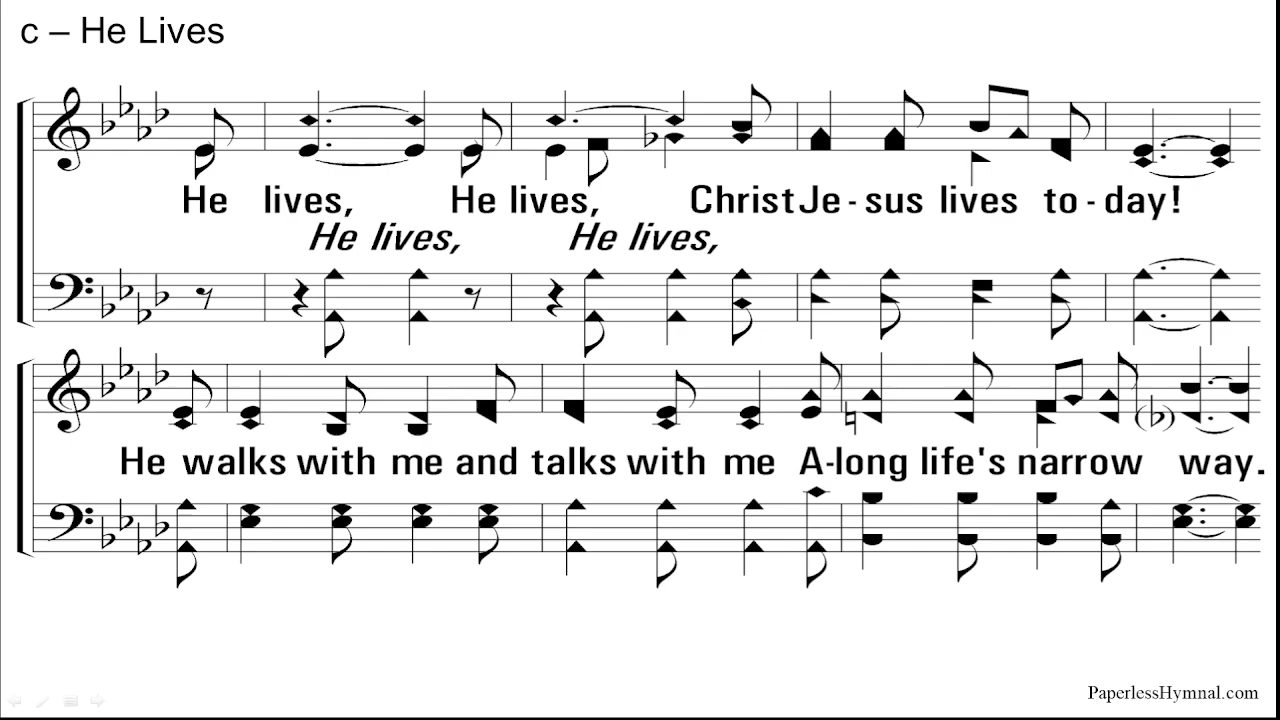 c – He Lives
He lives, He lives, Christ Je - sus lives to - day!
He lives, He lives,
He walks with me and talks with me A-long life's narrow way.
PaperlessHymnal.com